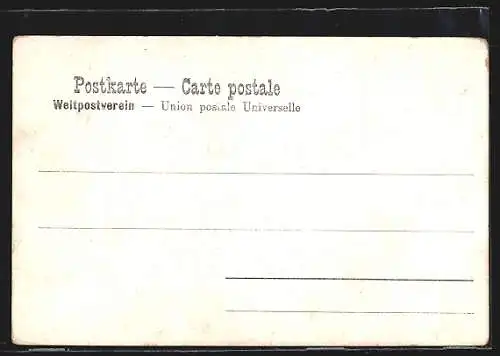 Postkarte — Carte postale
Weltpostverein — Union postale Universelle